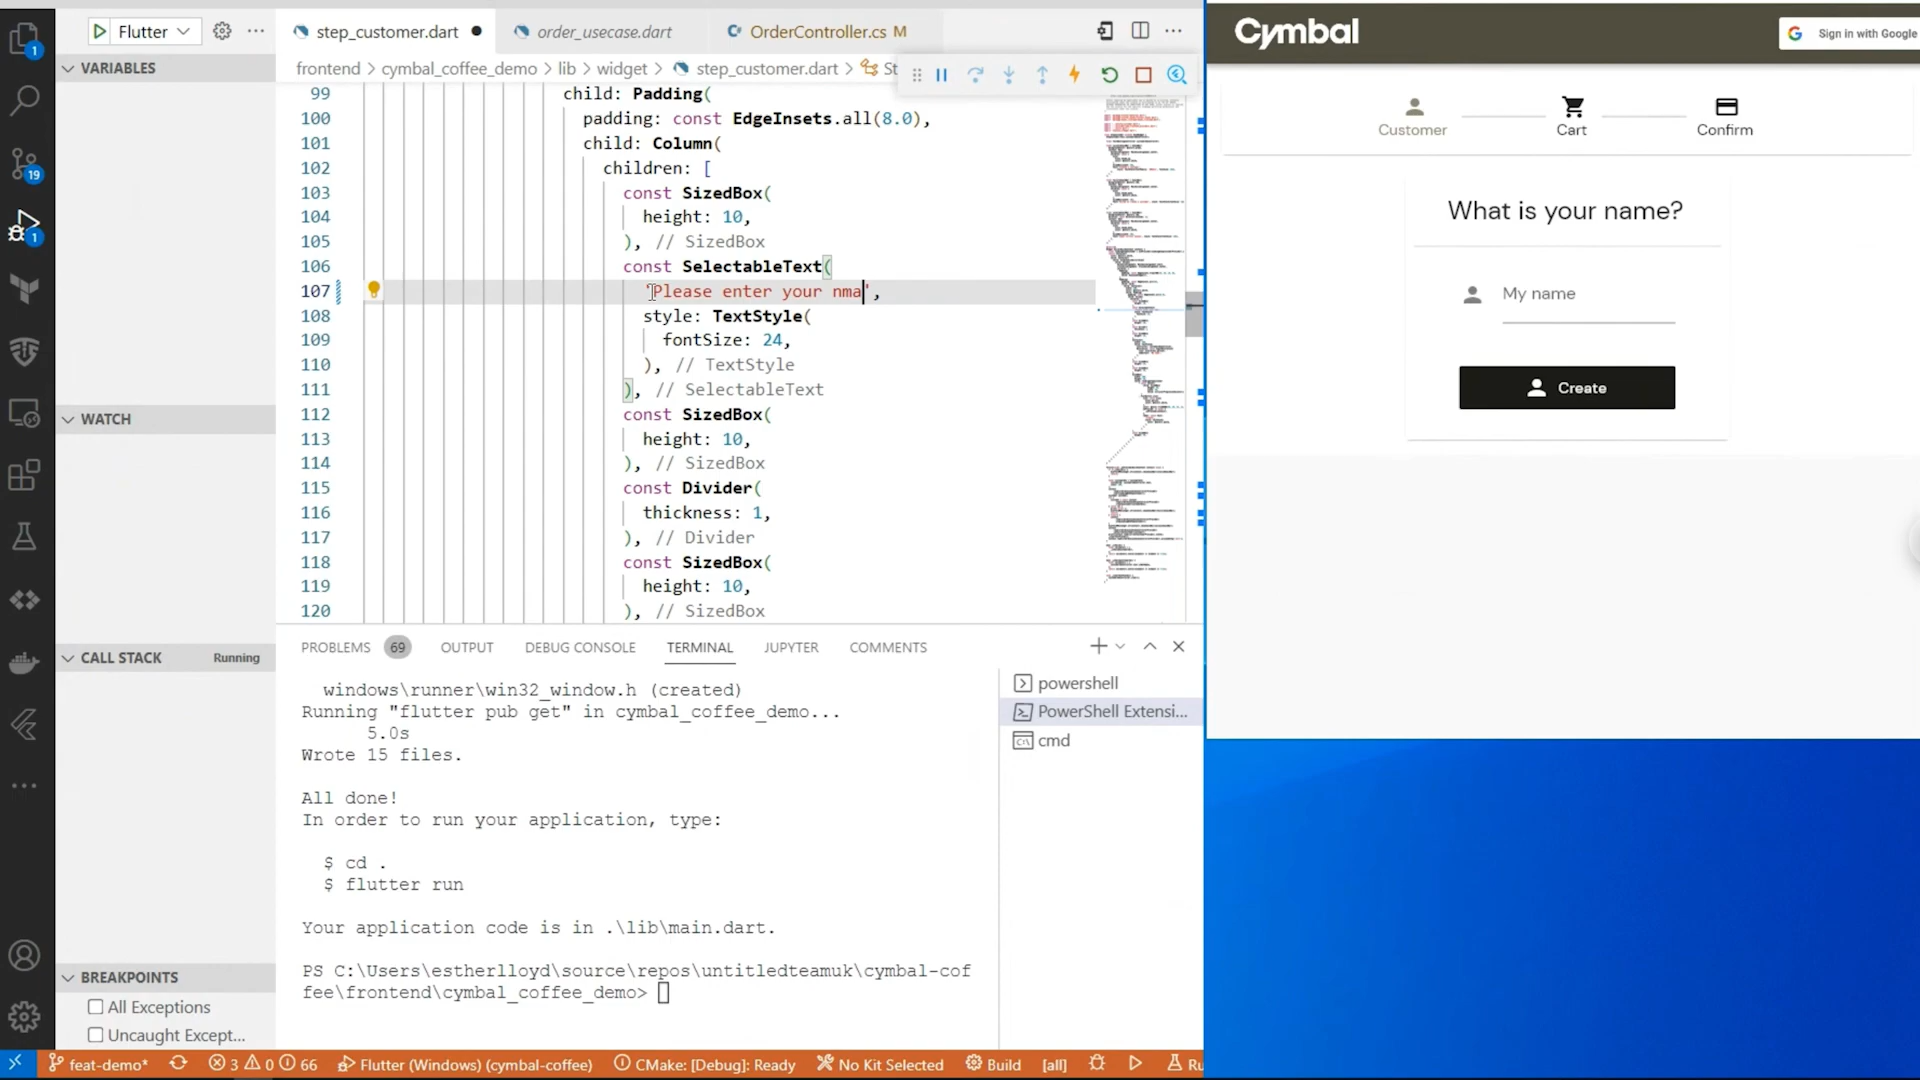 1
19
1
Flutter
VARIABLES
WATCH
CALL STACK Running
BREAKPOINTS
All Exceptions
Uncaught Except...
step_customer.dart
order_usecase.dart
OrderController.cs M
frontend > cymbal_coffee_demo > lib > widget > step_customer.dart > St
99 child: Padding(
100 padding: const EdgeInsets.all(8.0),
101 child: Column(
102 children: [
103 const SizedBox(
104 height: 10,
105 ), // SizedBox
106 const SelectableText(
107 'Please enter your nma',
108 style: TextStyle(
109 fontSize: 24,
110 ), // TextStyle
111 ), // SelectableText
112 const SizedBox(
113 height: 10,
114 ), // SizedBox
115 const Divider(
116 thickness: 1,
117 ), // Divider
118 const SizedBox(
119 height: 10,
120 ), // SizedBox
PROBLEMS 69 OUTPUT DEBUG CONSOLE TERMINAL JUPYTER COMMENTS
windows\runner\win32_window.h (created)
Running "flutter pub get" in cymbal_coffee_demo...
5.0s
Wrote 15 files.
All done!
In order to run your application, type:
$ cd .
$ flutter run
Your application code is in .\lib\main.dart.
PS C:\Users\estherlloyd\source\repos\untitledteamuk\cymbal-cof
fee\frontend\cymbal_coffee_demo>
powershell
PowerShell Extensi...
cmd
feat-demo* 3 0 66 Flutter (Windows) (cymbal-coffee) CMake: [Debug]: Ready No Kit Selected Build [all] Ru
Cymbal
G Sign in with Google
Customer Cart Confirm
What is your name?
My name
Create